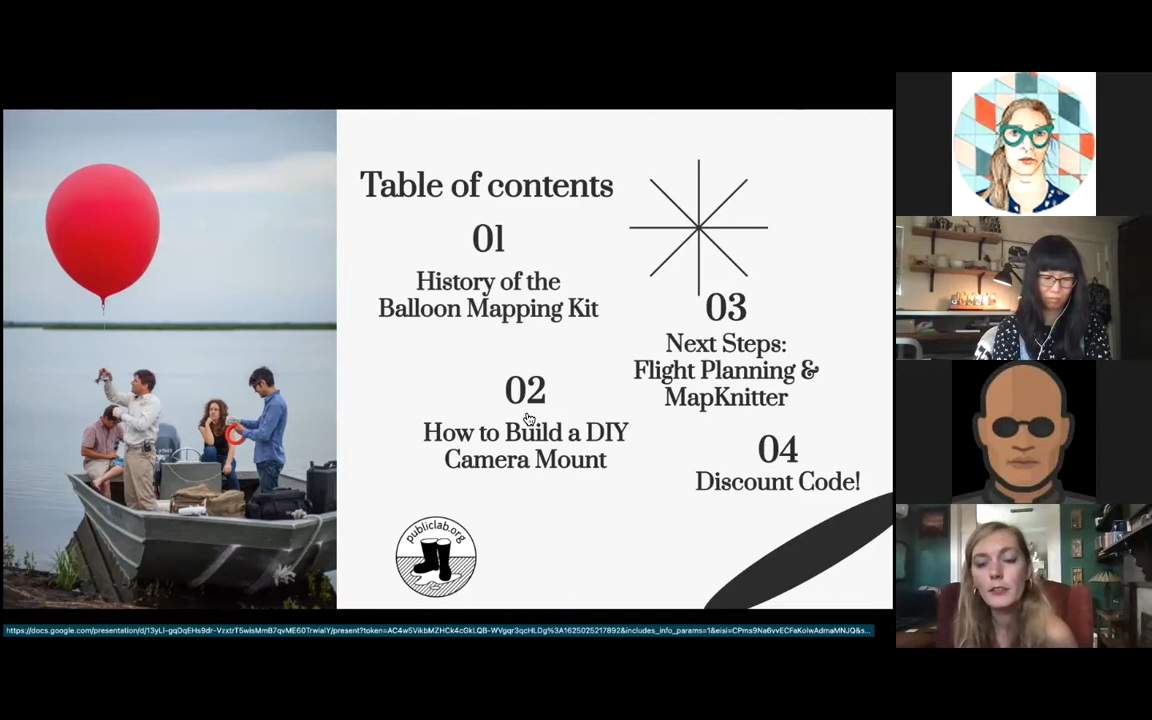 Table of contents
01
History of the
Balloon Mapping Kit
02
How to Build a DIY
Camera Mount
03
Next Steps:
Flight Planning &
MapKnitter
04
Discount Code!
publiclab.org